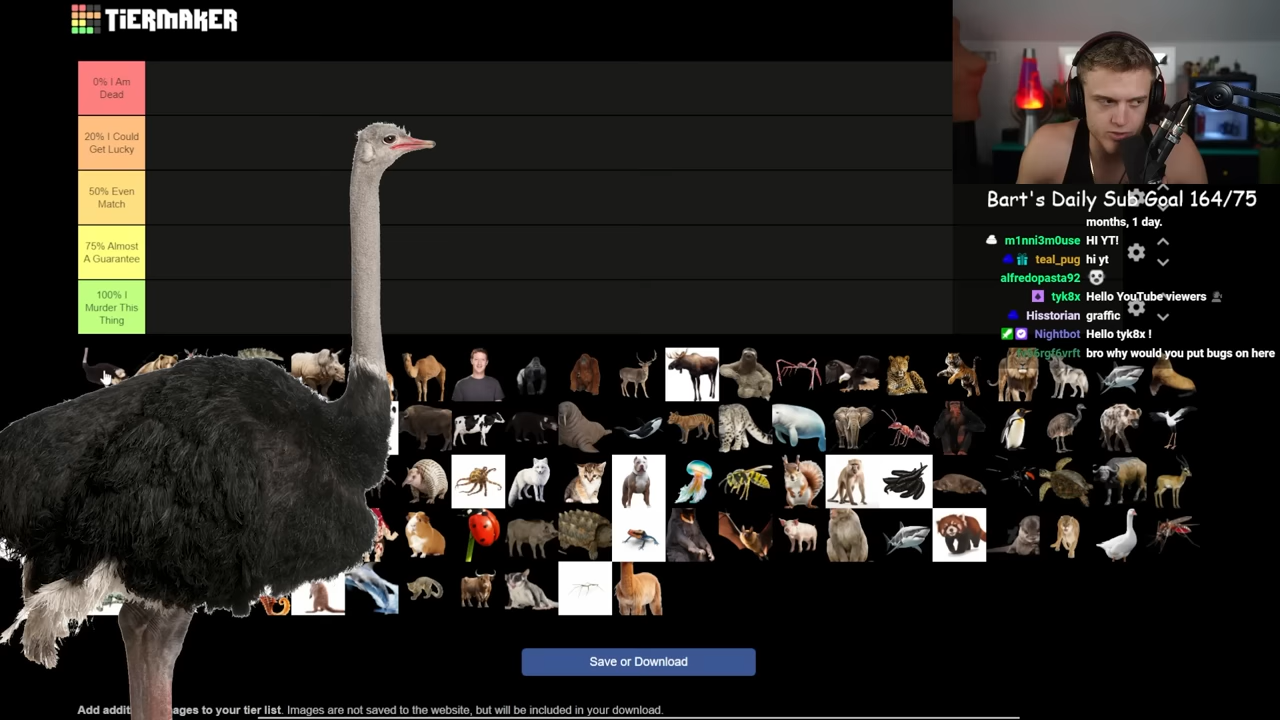 TiERMAKER
0% I Am
Dead
20% I Could
Get Lucky
50% Even
Match
75% Almost
A Guarantee
100% I
Murder This
Thing
Bart's Daily Sub Goal 164/75
months, 1 day.
m1nni3m0use HI YT!
teal_pug hi yt
alfredopasta92
tyk8x Hello YouTube viewers
Hisstorian graffic
Nightbot Hello tyk8x !
bro why would you put bugs on here
Save or Download
Add additi ages to your tier list. Images are not saved to the website, but will be included in your download.